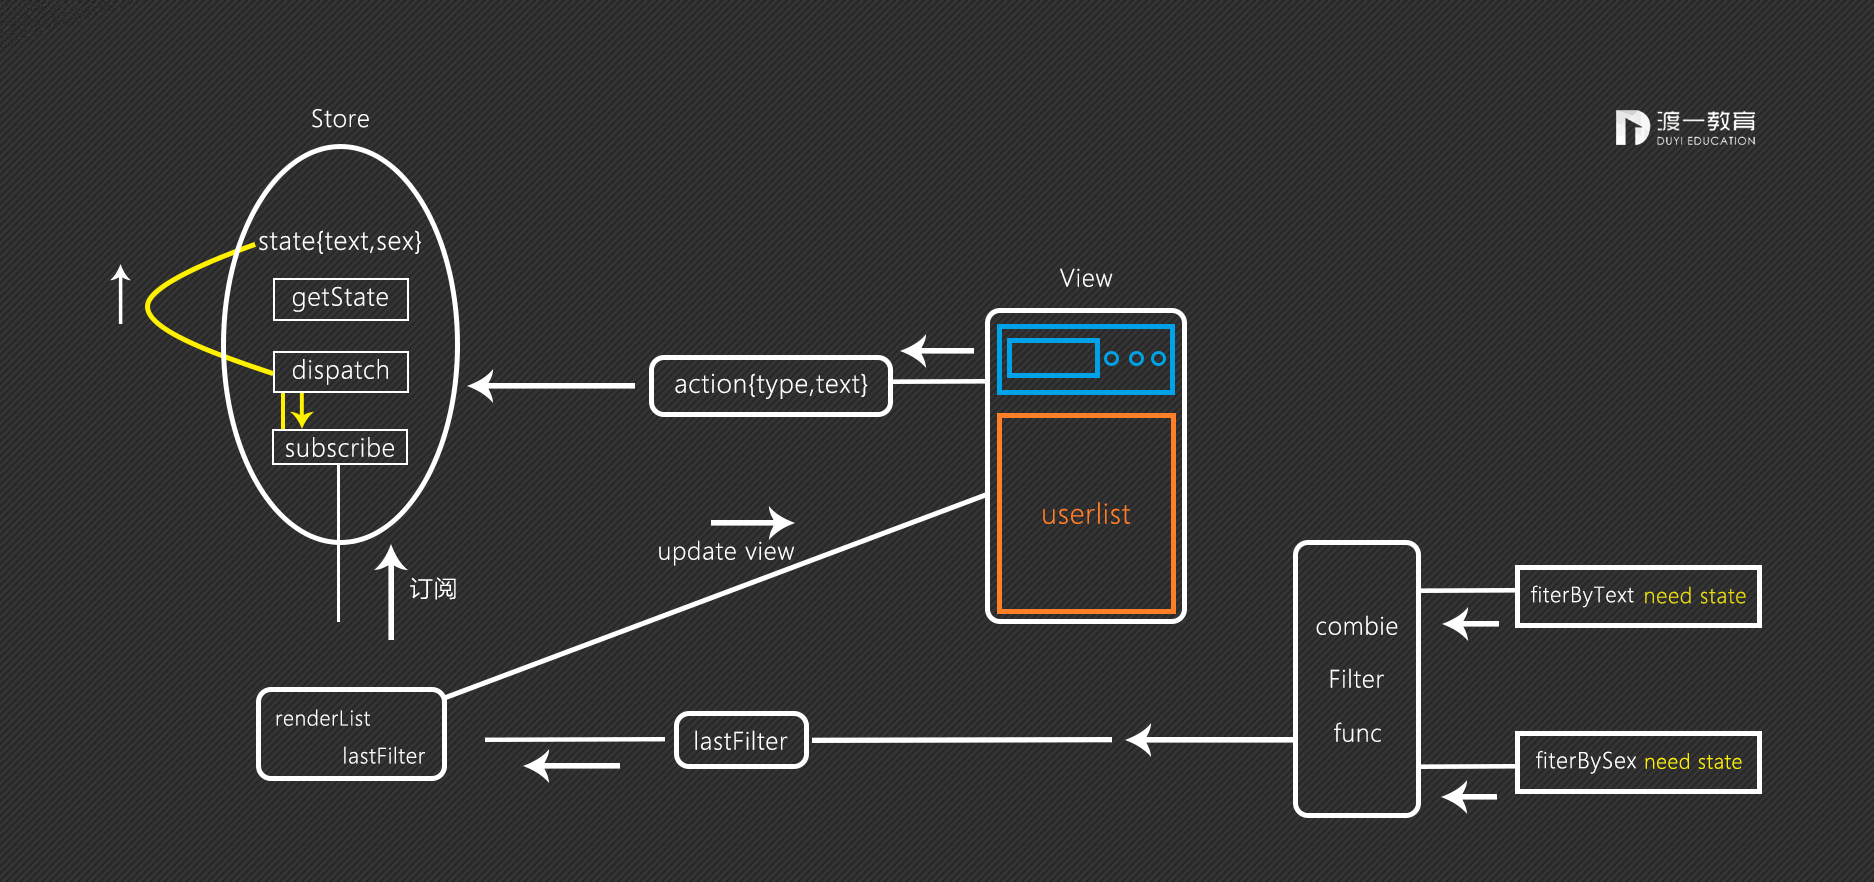 Store
渡一教育
DUYI EDUCATION
state{text,sex}
getState
dispatch
subscribe
订阅
action{type,text}
View
userlist
update view
renderList
lastFilter
lastFilter
combie
Filter
func
fiterByText need state
fiterBySex need state